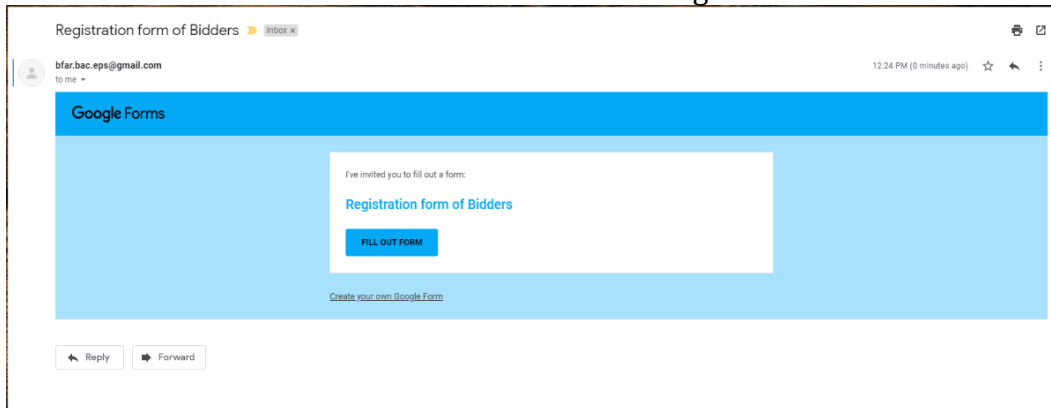 Registration form of Bidders Inbox x
bfar.bac.eps@gmail.com
12:24 PM (0 minutes ago)
to me
Google Forms
I've invited you to fill out a form:
Registration form of Bidders
FILL OUT FORM
Create your own Google Form
Reply Forward